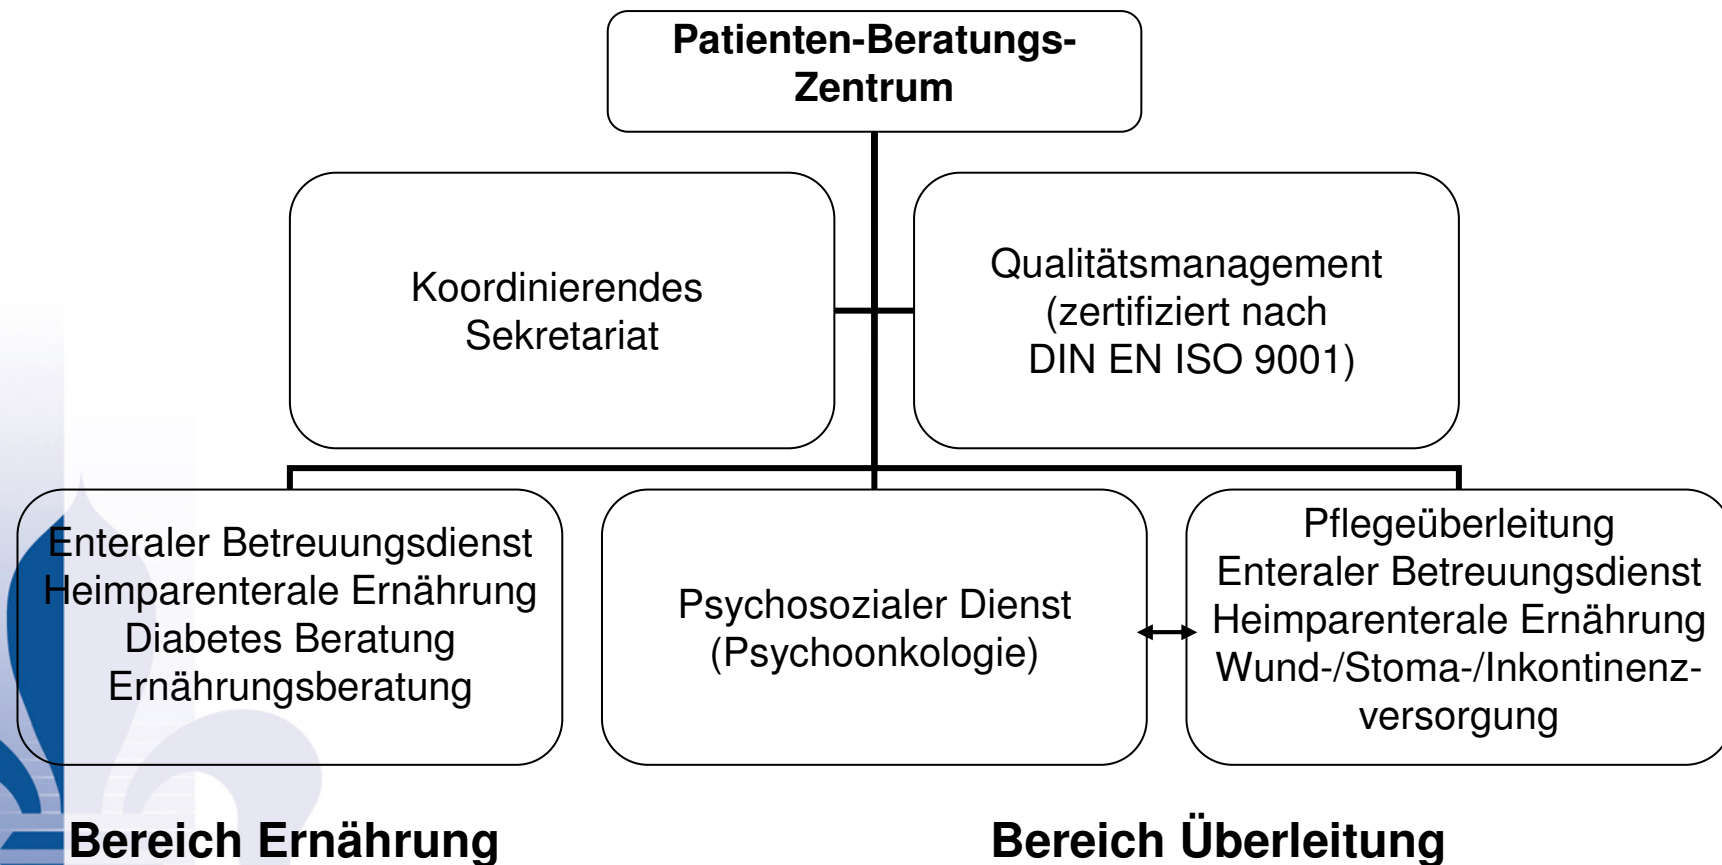 Patienten-Beratungs-
Zentrum
Koordinierendes
Sekretariat
Qualitätsmanagement
(zertifiziert nach
DIN EN ISO 9001)
Enteraler Betreuungsdienst
Heimparenterale Ernährung
Diabetes Beratung
Ernährungsberatung
Psychosozialer Dienst
(Psychoonkologie)
Pflegeüberleitung
Enteraler Betreuungsdienst
Heimparenterale Ernährung
Wund-/Stoma-/Inkontinenz-
versorgung
Bereich Ernährung
Bereich Überleitung